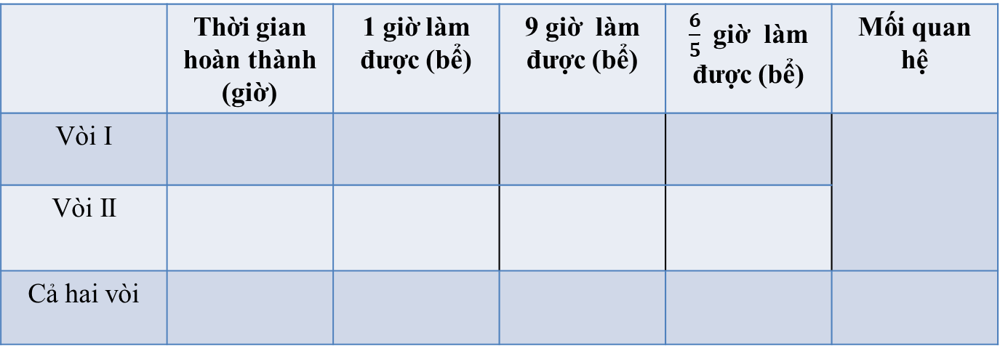 Thời gian hoàn thành (giờ)
1 giờ làm được (bể)
9 giờ làm được (bể)
6/5 giờ làm được (bể)
Mối quan hệ
Vòi I
Vòi II
Cả hai vòi